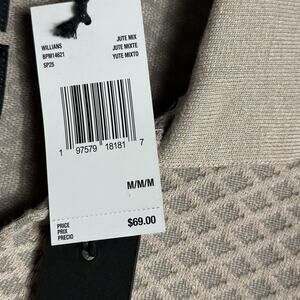 WILLIANS
BPM14621
SP25
JUTE MIX
JUTE MIXTE
YUTE MIXTO
1 97579 18181 7
M/M/M
PRICE
PRIX
PRECIO
$69.00